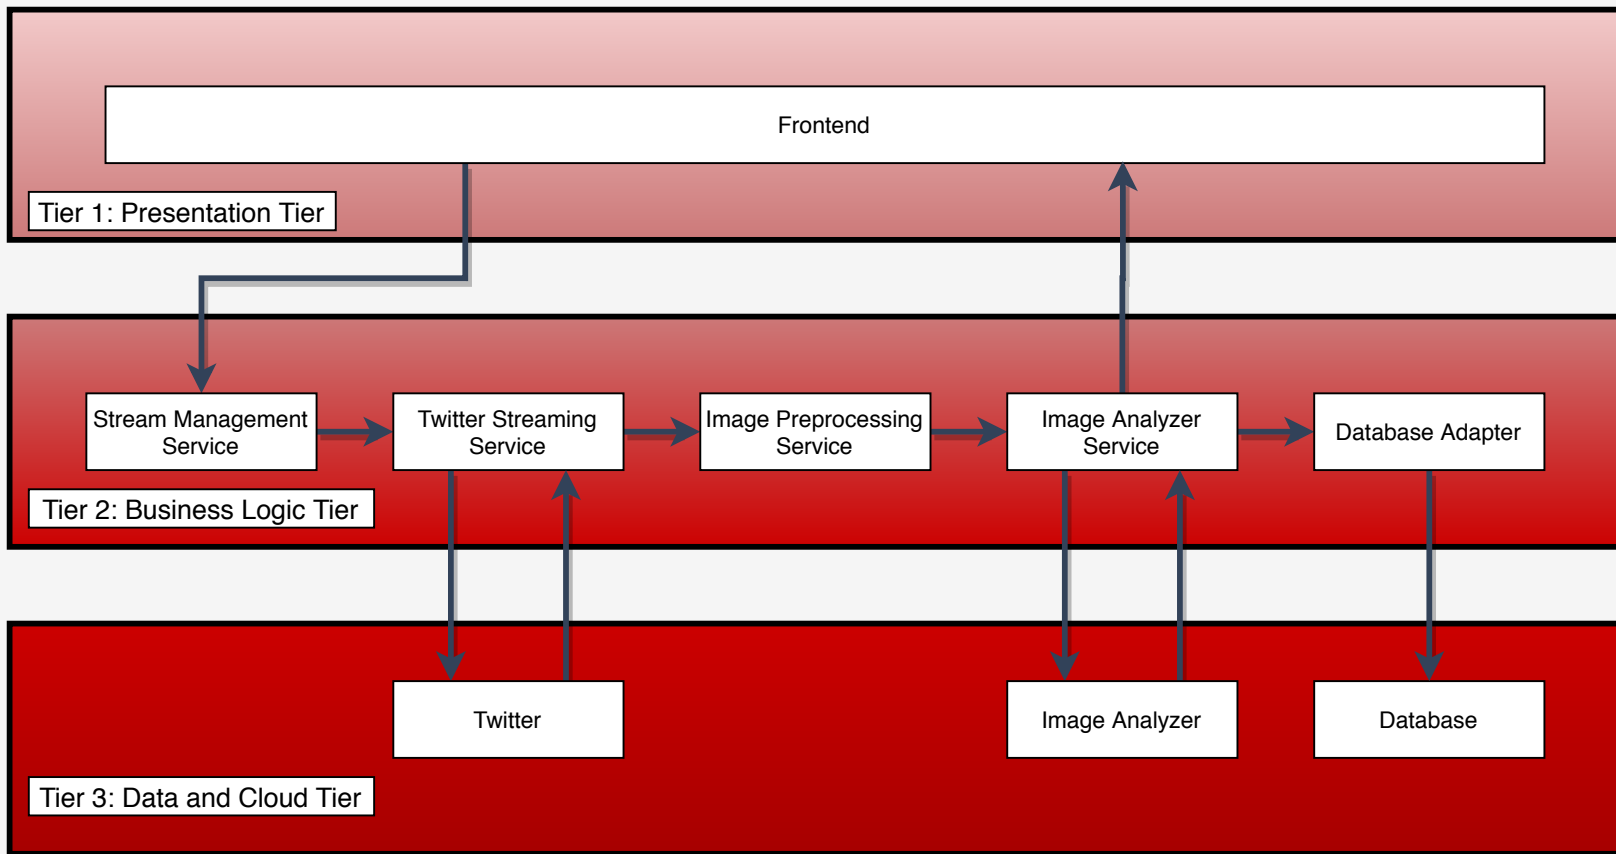 Frontend
Tier 1: Presentation Tier
Stream Management
Service
Twitter Streaming
Service
Image Preprocessing
Service
Image Analyzer
Service
Database Adapter
Tier 2: Business Logic Tier
Twitter
Image Analyzer
Database
Tier 3: Data and Cloud Tier